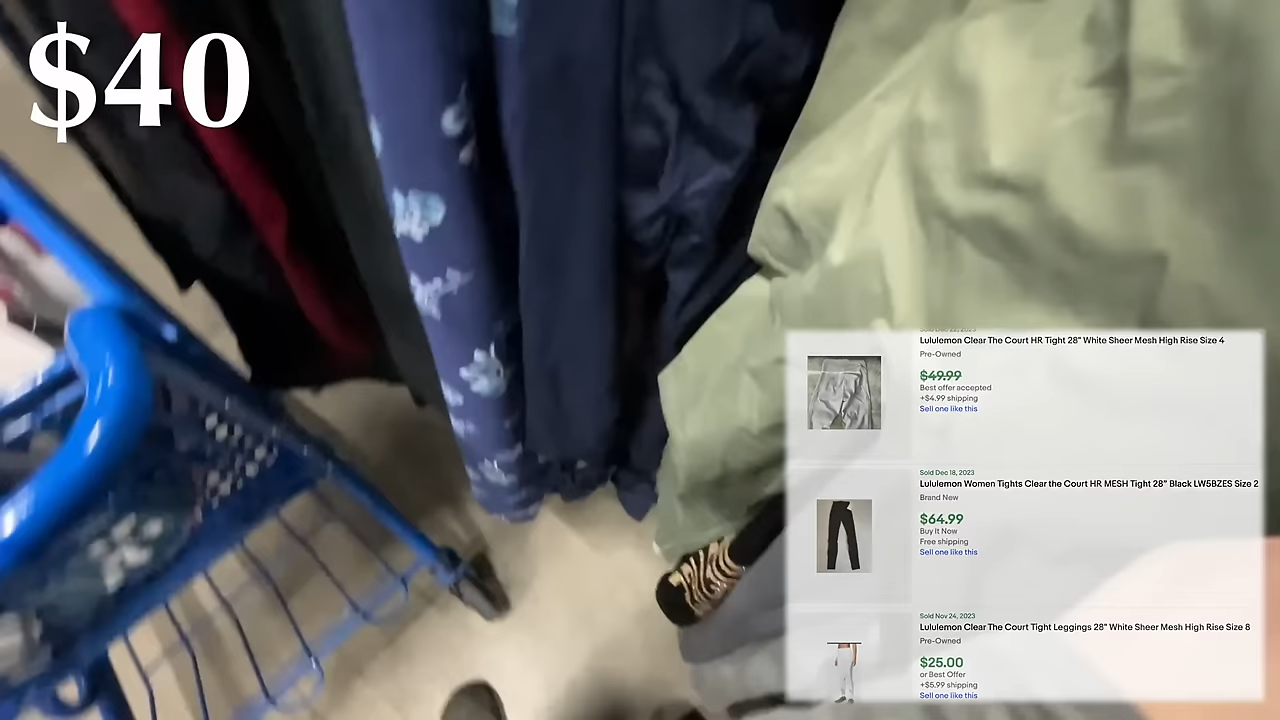 $40
Lululemon Clear The Court HR Tight 28" White Sheer Mesh High Rise Size 4
Pre-Owned
$49.99
Best offer accepted
+$4.99 shipping
Sell one like this
Sold Dec 18, 2023
Lululemon Women Tights Clear the Court HR MESH Tight 28" Black LW5BZES Size 2
Brand New
$64.99
Buy It Now
Free shipping
Sell one like this
Sold Nov 24, 2023
Lululemon Clear The Court Tight Leggings 28" White Sheer Mesh High Rise Size 8
Pre-Owned
$25.00
or Best Offer
+$5.99 shipping
Sell one like this